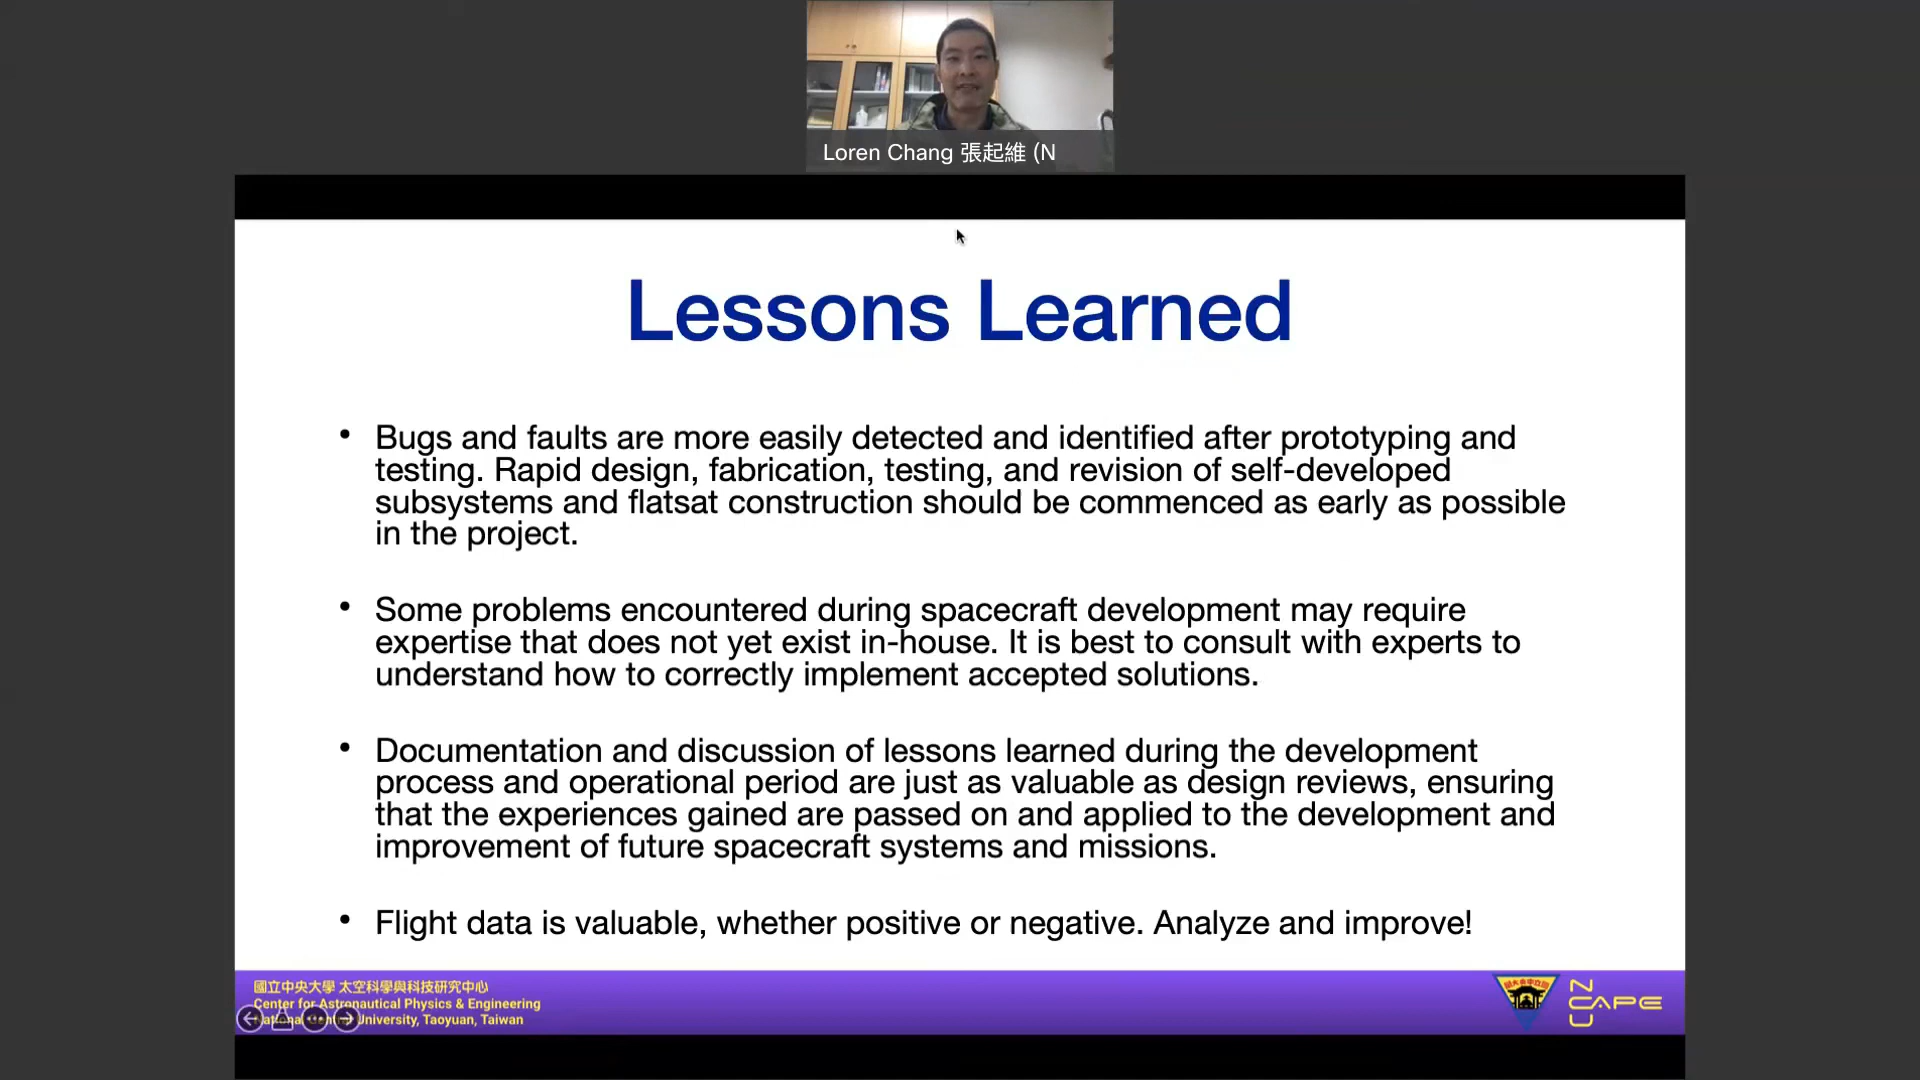 Loren Chang 張起維 (N
Lessons Learned
• Bugs and faults are more easily detected and identified after prototyping and
testing. Rapid design, fabrication, testing, and revision of self-developed
subsystems and flatsat construction should be commenced as early as possible
in the project.
• Some problems encountered during spacecraft development may require
expertise that does not yet exist in-house. It is best to consult with experts to
understand how to correctly implement accepted solutions.
• Documentation and discussion of lessons learned during the development
process and operational period are just as valuable as design reviews, ensuring
that the experiences gained are passed on and applied to the development and
improvement of future spacecraft systems and missions.
• Flight data is valuable, whether positive or negative. Analyze and improve!
國立中央大學 太空科學與科技研究中心
Center for Astronautical Physics & Engineering
National Central University, Taoyuan, Taiwan
N
CAPE
U